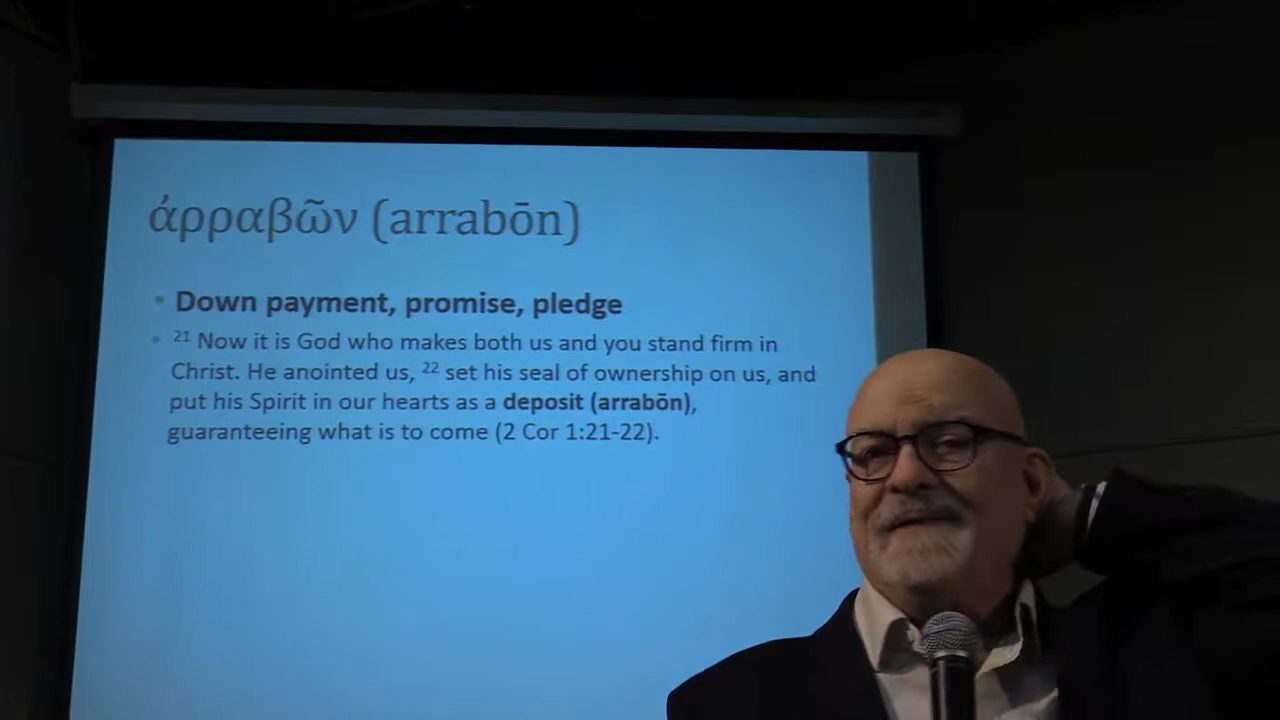 ἀρραβῶν (arrabōn)
• Down payment, promise, pledge
• ²¹ Now it is God who makes both us and you stand firm in
Christ. He anointed us, ²² set his seal of ownership on us, and
put his Spirit in our hearts as a deposit (arrabōn),
guaranteeing what is to come (2 Cor 1:21-22).